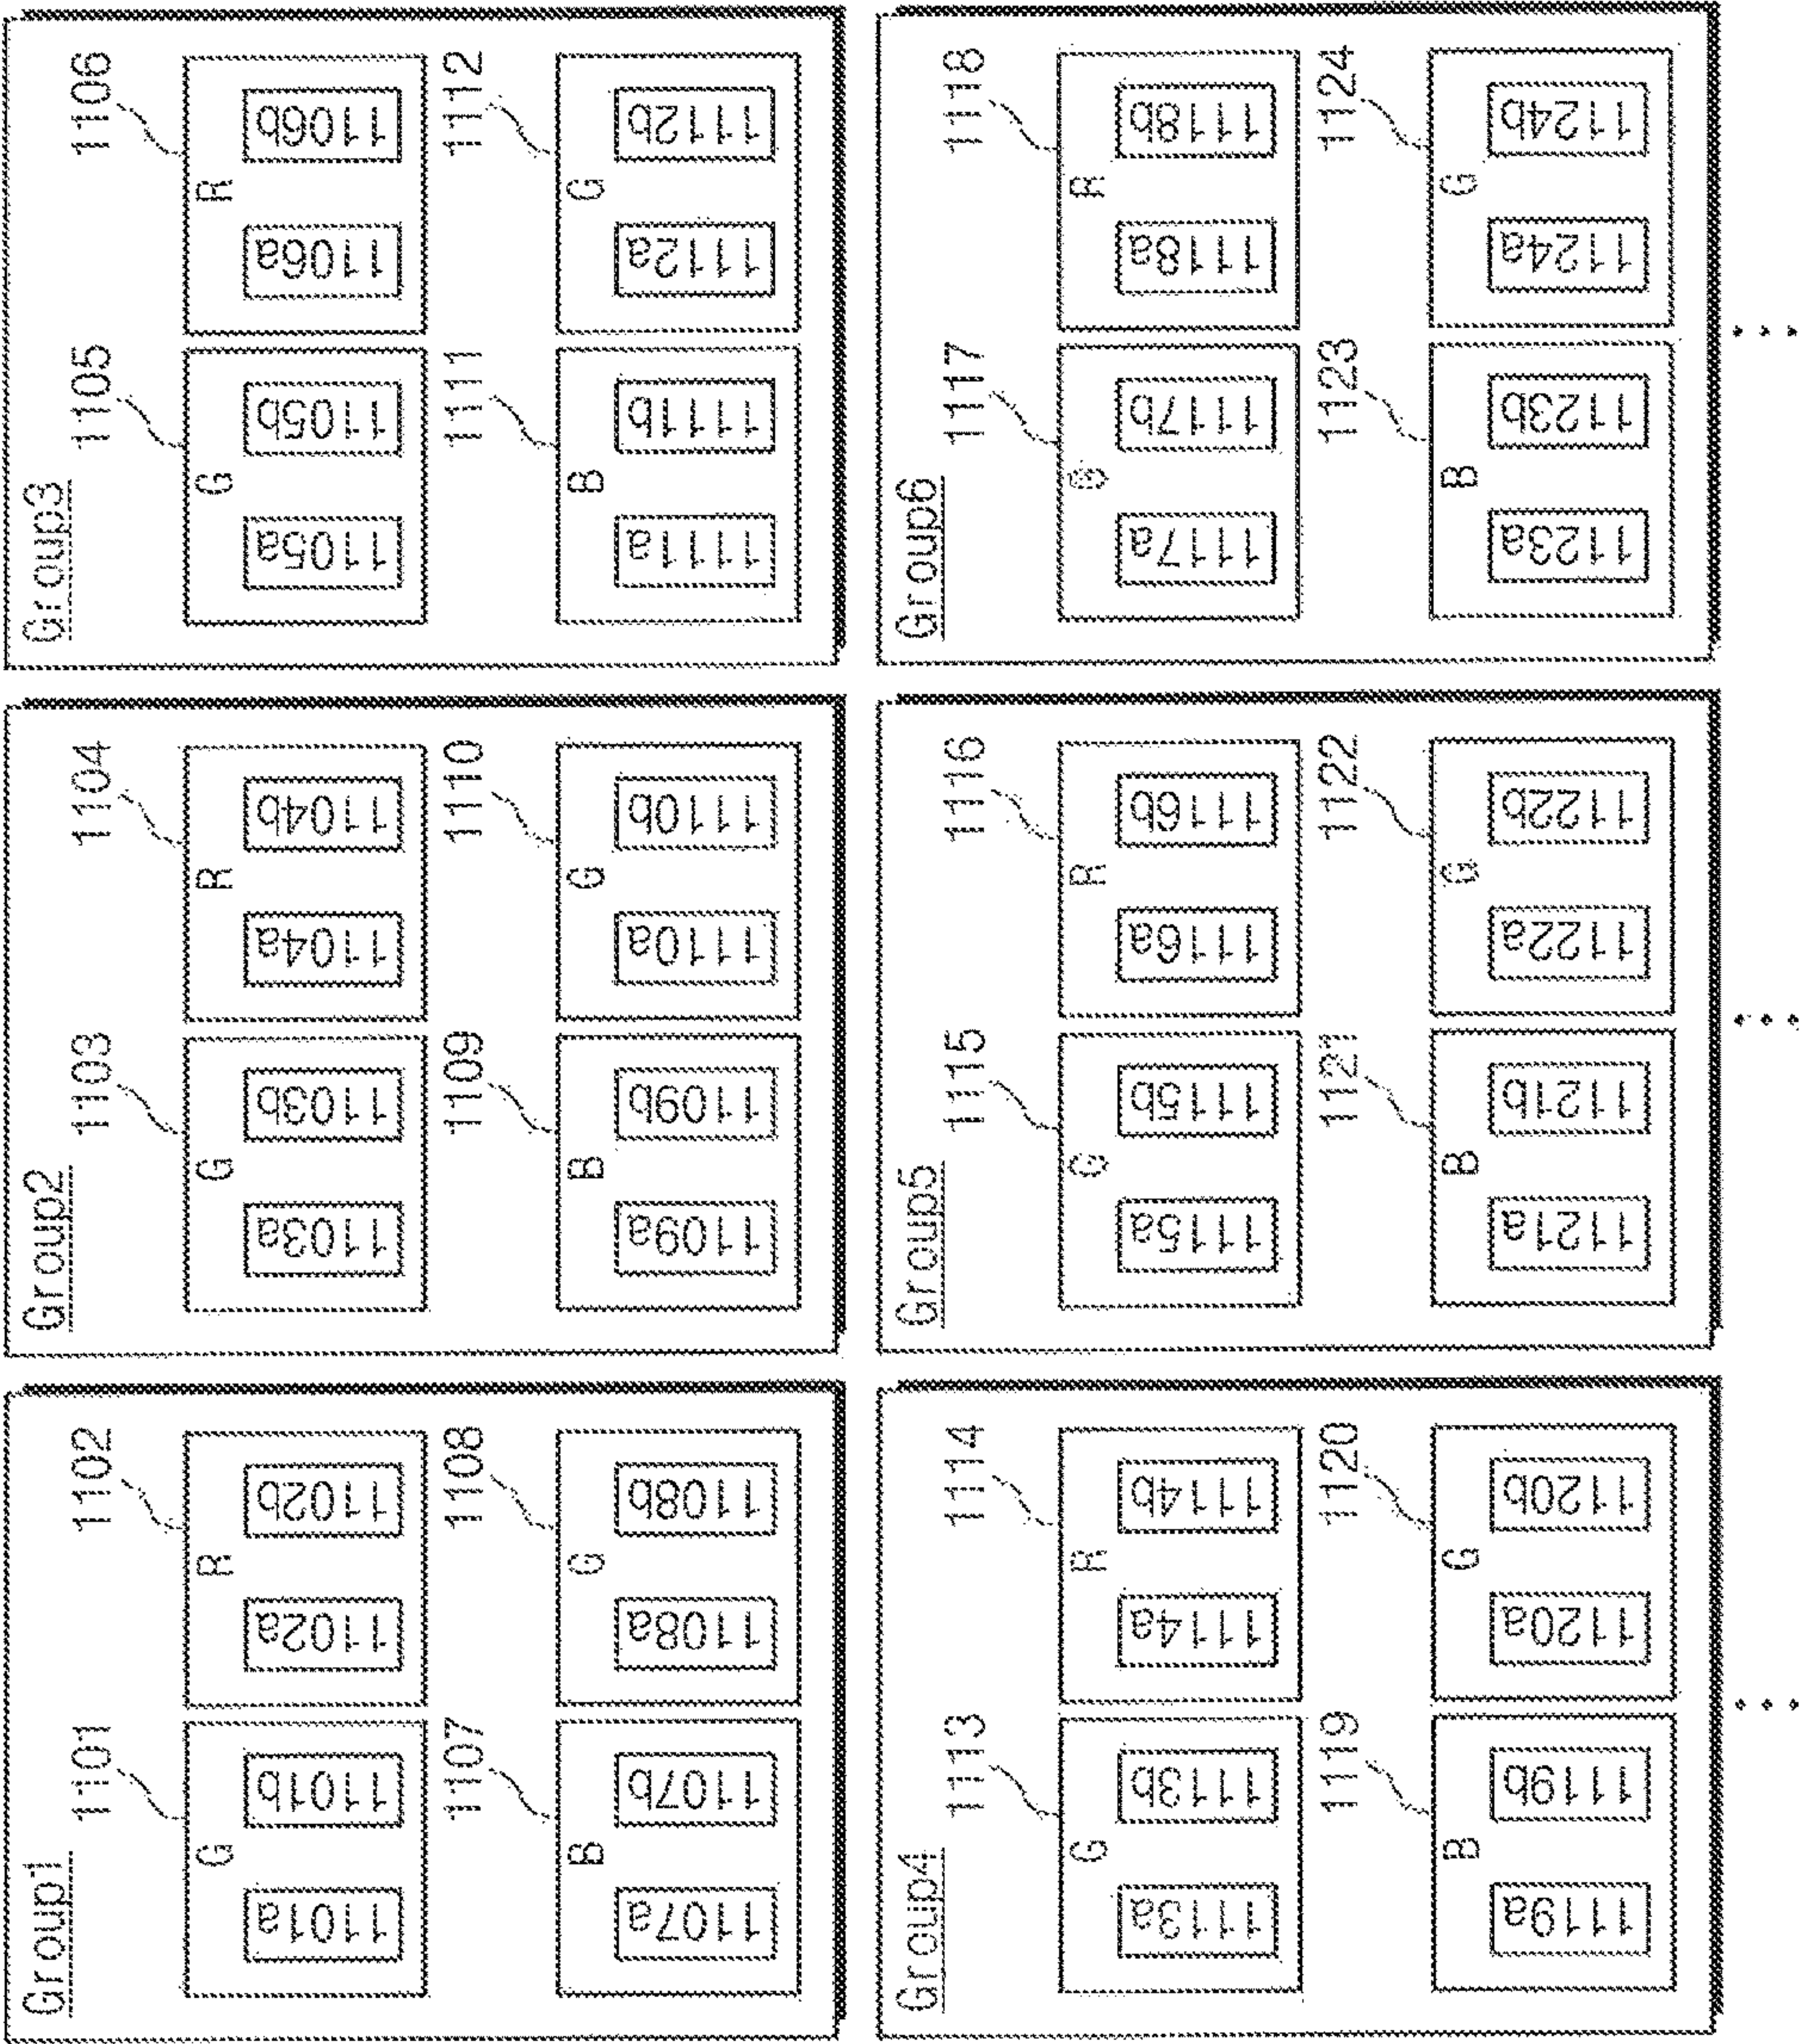 Group1
1101 1102
G R
1101a 1101b 1102a 1102b
1107 1108
B G
1107a 1107b 1108a 1108b
Group2
1103 1104
G R
1103a 1103b 1104a 1104b
1109 1110
B G
1109a 1109b 1110a 1110b
Group3
1105 1106
G R
1105a 1105b 1106a 1106b
1111 1112
B G
1111a 1111b 1112a 1112b
Group4
1113 1114
G R
1113a 1113b 1114a 1114b
1119 1120
B G
1119a 1119b 1120a 1120b
Group5
1115 1116
G R
1115a 1115b 1116a 1116b
1121 1122
B G
1121a 1121b 1122a 1122b
Group6
1117 1118
R
1117a 1117b 1118a 1118b
1123 1124
B G
1123a 1123b 1124a 1124b